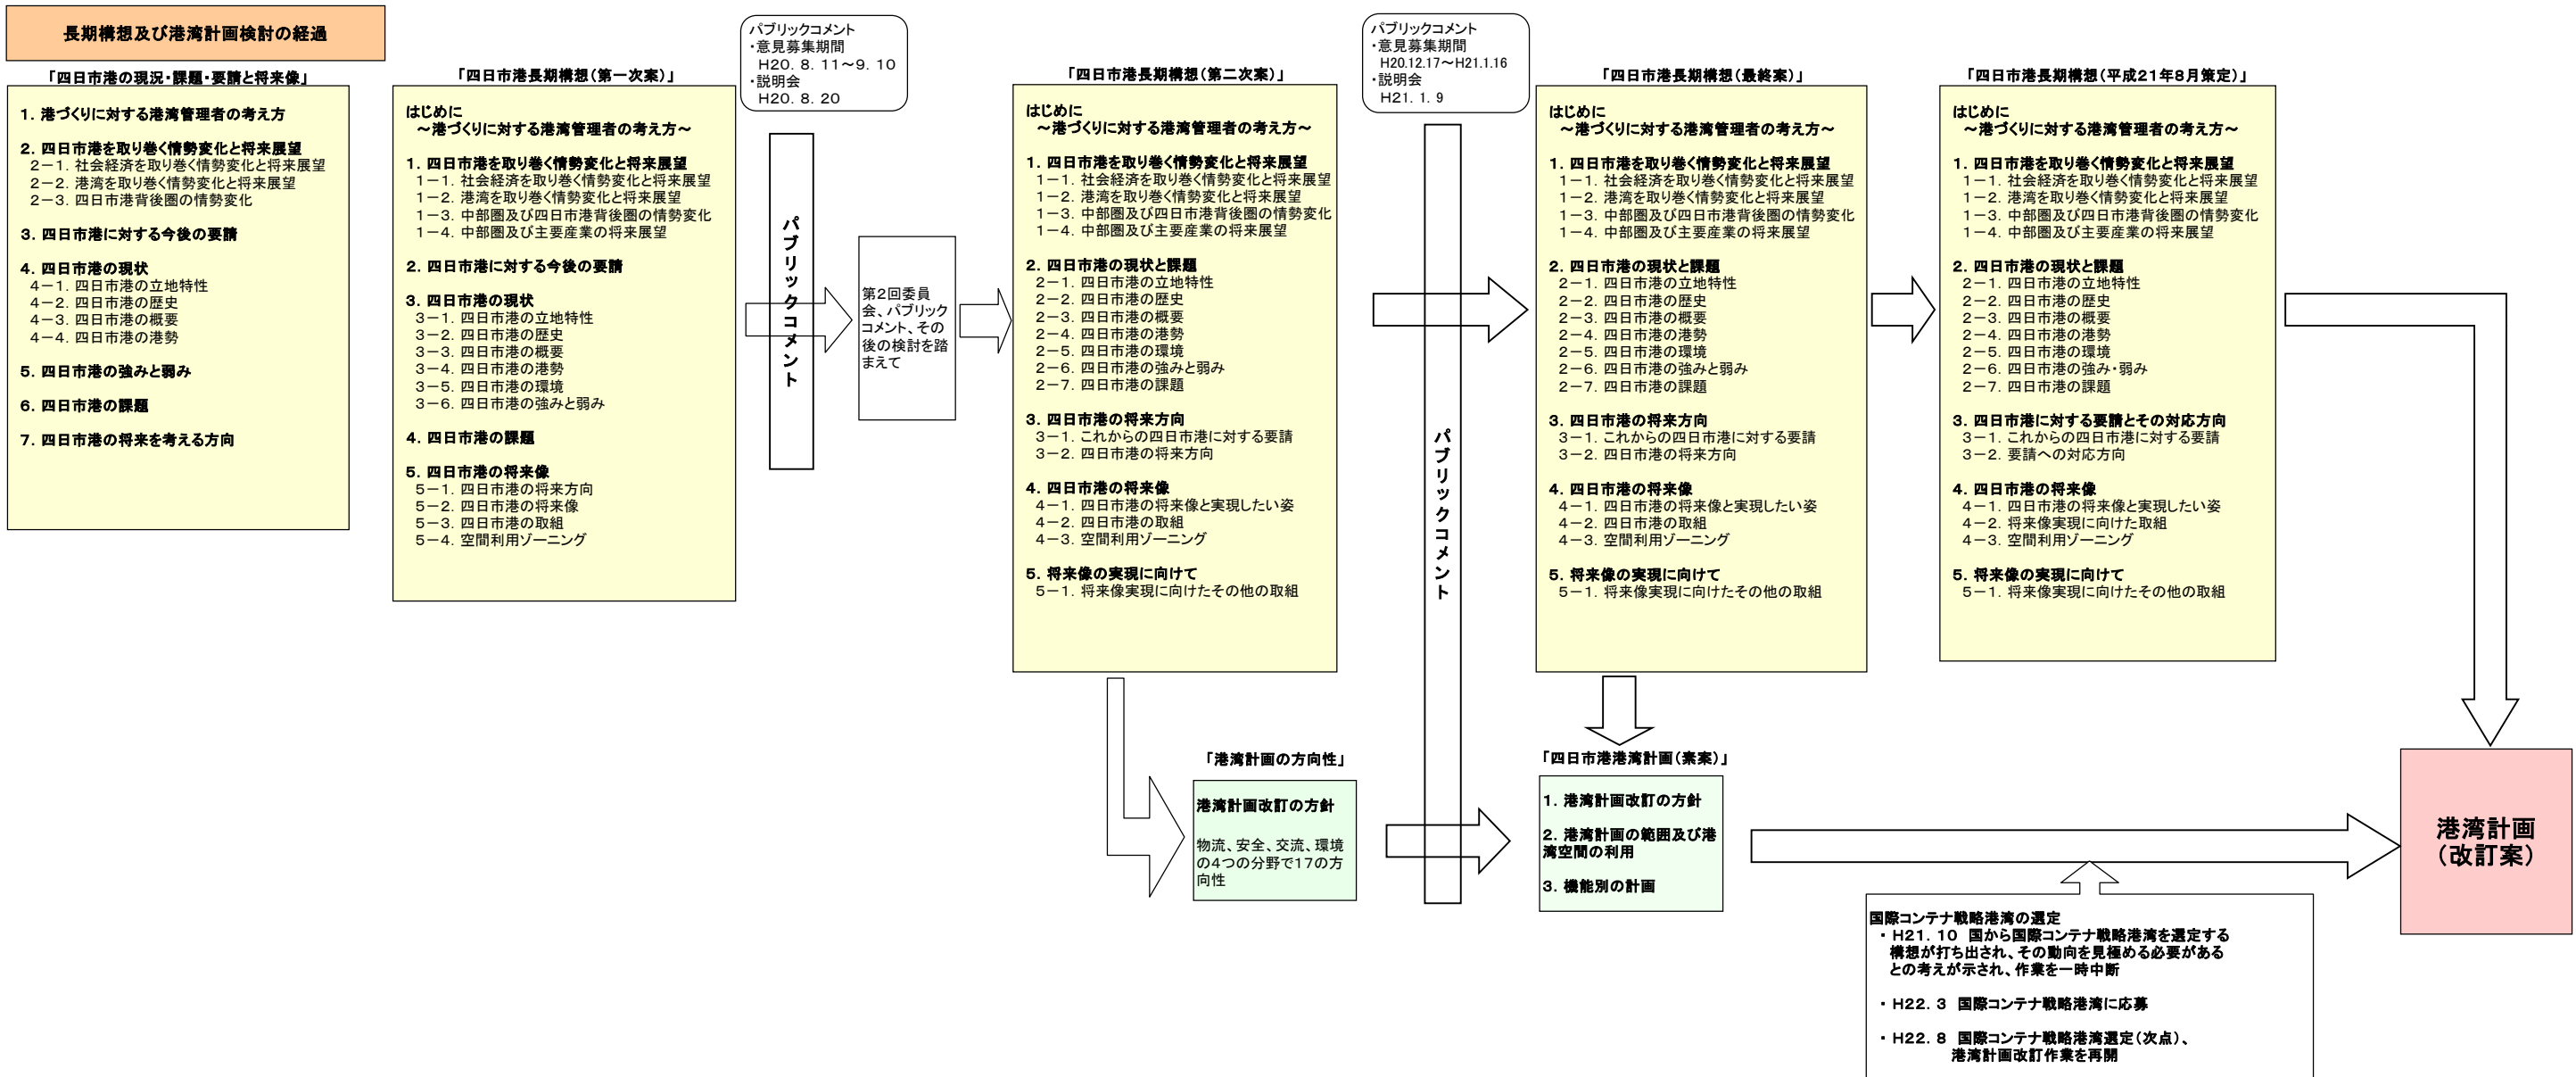 長期構想及び港湾計画検討の経過
「四日市港の現況・課題・要請と将来像」
1．港づくりに対する港湾管理者の考え方
2．四日市港を取り巻く情勢変化と将来展望
2－1．社会経済を取り巻く情勢変化と将来展望
2－2．港湾を取り巻く情勢変化と将来展望
2－3．四日市港背後圏の情勢変化
3．四日市港に対する今後の要請
4．四日市港の現状
4－1．四日市港の立地特性
4－2．四日市港の歴史
4－3．四日市港の概要
4－4．四日市港の港勢
5．四日市港の強みと弱み
6．四日市港の課題
7．四日市港の将来を考える方向
「四日市港長期構想（第一次案）」
はじめに
～港づくりに対する港湾管理者の考え方～
1．四日市港を取り巻く情勢変化と将来展望
1－1．社会経済を取り巻く情勢変化と将来展望
1－2．港湾を取り巻く情勢変化と将来展望
1－3．中部圏及び四日市港背後圏の情勢変化
1－4．中部圏及び主要産業の将来展望
2．四日市港に対する今後の要請
3．四日市港の現状
3－1．四日市港の立地特性
3－2．四日市港の歴史
3－3．四日市港の概要
3－4．四日市港の港勢
3－5．四日市港の環境
3－6．四日市港の強みと弱み
4．四日市港の課題
5．四日市港の将来像
5－1．四日市港の将来方向
5－2．四日市港の将来像
5－3．四日市港の取組
5－4．空間利用ゾーニング
パブリックコメント
・意見募集期間
H20．8．11～9．10
・説明会
H20．8．20
パブリックコメント
第2回委員
会、パブリック
コメント、その
後の検討を踏
まえて
「四日市港長期構想（第二次案）」
はじめに
～港づくりに対する港湾管理者の考え方～
1．四日市港を取り巻く情勢変化と将来展望
1－1．社会経済を取り巻く情勢変化と将来展望
1－2．港湾を取り巻く情勢変化と将来展望
1－3．中部圏及び四日市港背後圏の情勢変化
1－4．中部圏及び主要産業の将来展望
2．四日市港の現状と課題
2－1．四日市港の立地特性
2－2．四日市港の歴史
2－3．四日市港の概要
2－4．四日市港の港勢
2－5．四日市港の環境
2－6．四日市港の強みと弱み
2－7．四日市港の課題
3．四日市港の将来方向
3－1．これからの四日市港に対する要請
3－2．四日市港の将来方向
4．四日市港の将来像
4－1．四日市港の将来像と実現したい姿
4－2．四日市港の取組
4－3．空間利用ゾーニング
5．将来像の実現に向けて
5－1．将来像実現に向けたその他の取組
「港湾計画の方向性」
港湾計画改訂の方針
物流、安全、交流、環境
の4つの分野で17の方
向性
パブリックコメント
・意見募集期間
H20.12.17～H21.1.16
・説明会
H21．1．9
パブリックコメント
「四日市港長期構想（最終案）」
はじめに
～港づくりに対する港湾管理者の考え方～
1．四日市港を取り巻く情勢変化と将来展望
1－1．社会経済を取り巻く情勢変化と将来展望
1－2．港湾を取り巻く情勢変化と将来展望
1－3．中部圏及び四日市港背後圏の情勢変化
1－4．中部圏及び主要産業の将来展望
2．四日市港の現状と課題
2－1．四日市港の立地特性
2－2．四日市港の歴史
2－3．四日市港の概要
2－4．四日市港の港勢
2－5．四日市港の環境
2－6．四日市港の強みと弱み
2－7．四日市港の課題
3．四日市港の将来方向
3－1．これからの四日市港に対する要請
3－2．四日市港の将来方向
4．四日市港の将来像
4－1．四日市港の将来像と実現したい姿
4－2．四日市港の取組
4－3．空間利用ゾーニング
5．将来像の実現に向けて
5－1．将来像実現に向けたその他の取組
「四日市港港湾計画（素案）」
1．港湾計画改訂の方針
2．港湾計画の範囲及び港
湾空間の利用
3．機能別の計画
「四日市港長期構想（平成21年8月策定）」
はじめに
～港づくりに対する港湾管理者の考え方～
1．四日市港を取り巻く情勢変化と将来展望
1－1．社会経済を取り巻く情勢変化と将来展望
1－2．港湾を取り巻く情勢変化と将来展望
1－3．中部圏及び四日市港背後圏の情勢変化
1－4．中部圏及び主要産業の将来展望
2．四日市港の現状と課題
2－1．四日市港の立地特性
2－2．四日市港の歴史
2－3．四日市港の概要
2－4．四日市港の港勢
2－5．四日市港の環境
2－6．四日市港の強み・弱み
2－7．四日市港の課題
3．四日市港に対する要請とその対応方向
3－1．これからの四日市港に対する要請
3－2．要請への対応方向
4．四日市港の将来像
4－1．四日市港の将来像と実現したい姿
4－2．将来像実現に向けた取組
4－3．空間利用ゾーニング
5．将来像の実現に向けて
5－1．将来像実現に向けたその他の取組
国際コンテナ戦略港湾の選定
・H21．10 国から国際コンテナ戦略港湾を選定する
構想が打ち出され、その動向を見極める必要がある
との考えが示され、作業を一時中断
・H22．3 国際コンテナ戦略港湾に応募
・H22．8 国際コンテナ戦略港湾選定（次点）、
港湾計画改訂作業を再開
港湾計画
（改訂案）